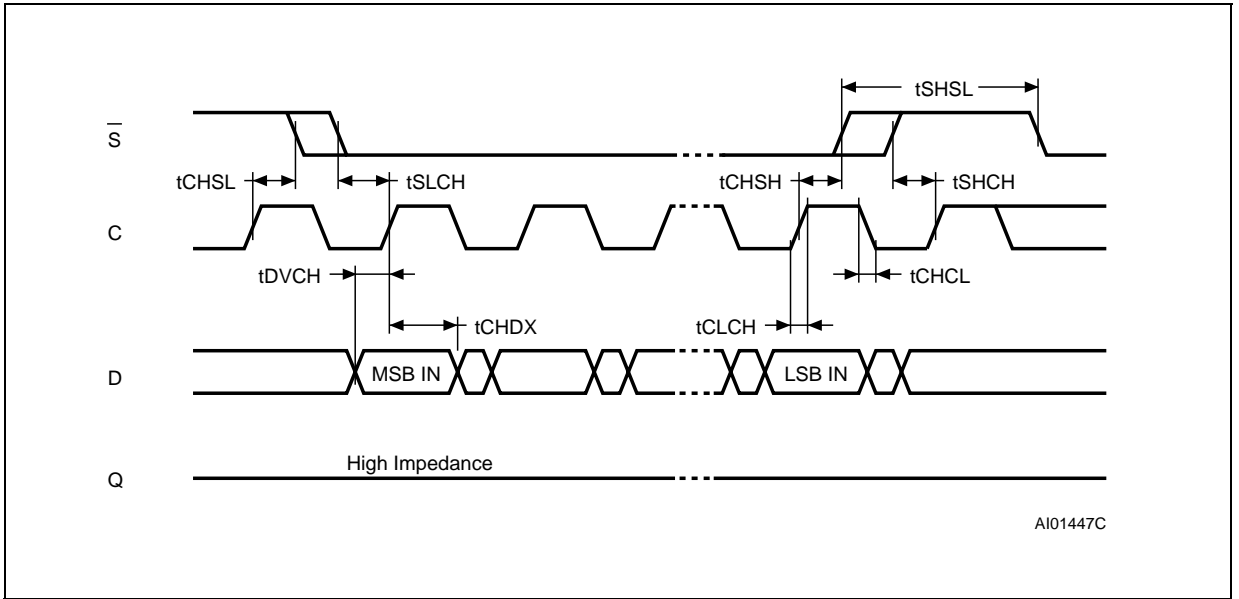 tSHSL
S̅
tCHSL tSLCH tCHSH tSHCH
C
tDVCH tCHCL
tCHDX tCLCH
D MSB IN LSB IN
High Impedance
Q
AI01447C